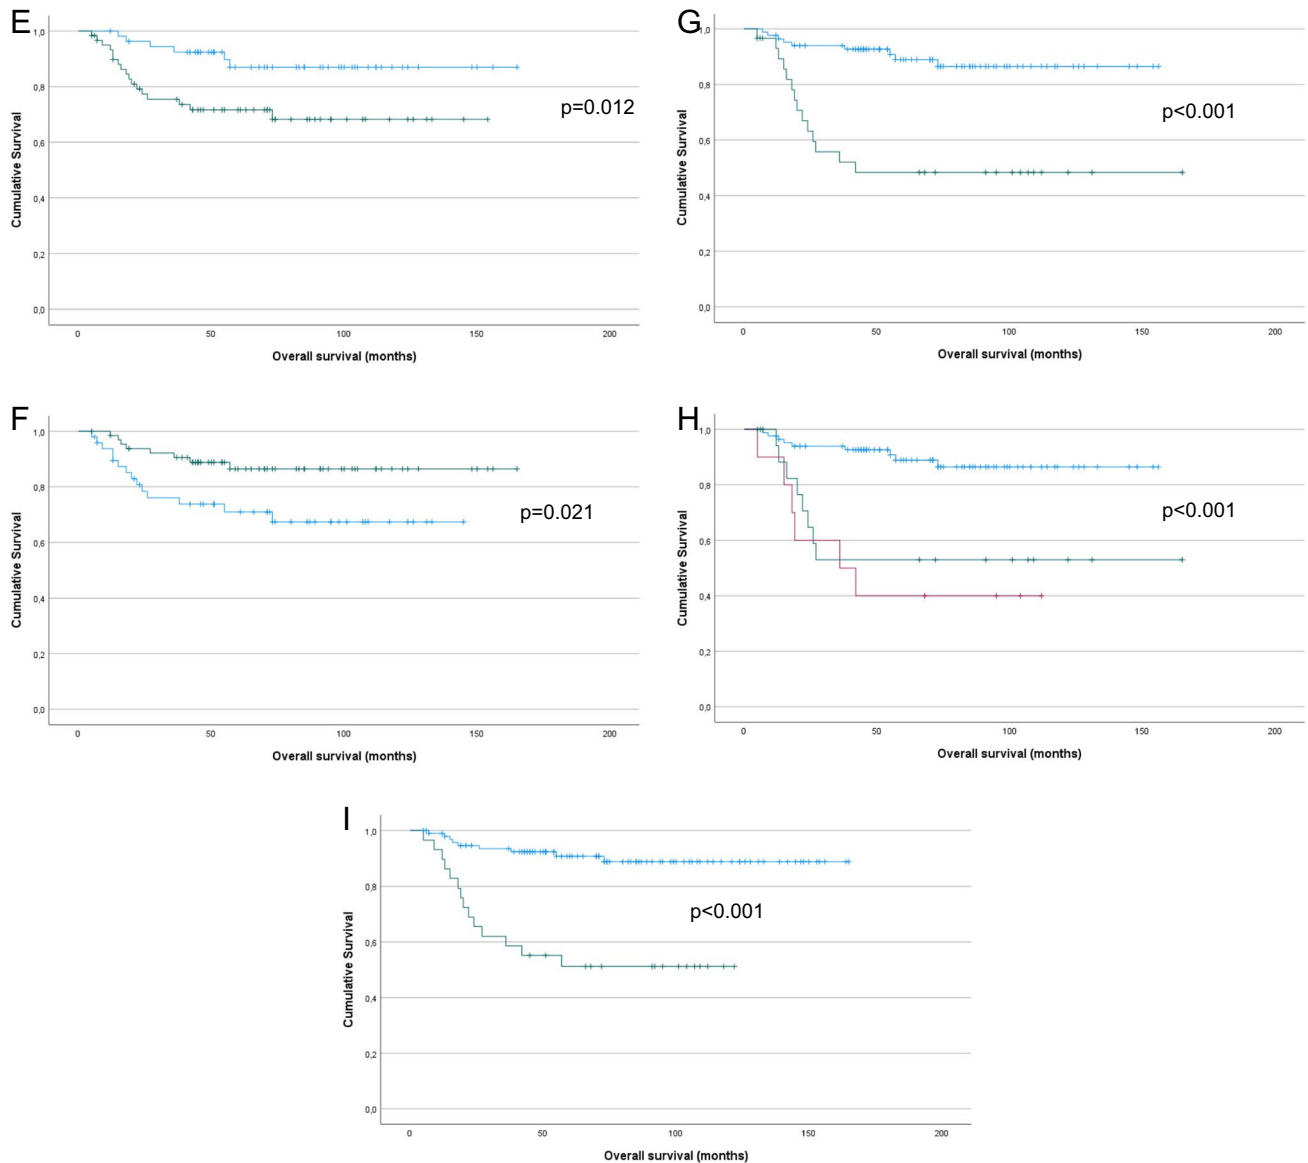 E
1,0
0,8
0,6
0,4
0,2
0,0
Cumulative Survival
p=0.012
0 50 100 150 200
Overall survival (months)
G
1,0
0,8
0,6
0,4
0,2
0,0
Cumulative Survival
p<0.001
0 50 100 150 200
Overall survival (months)
F
1,0
0,8
0,6
0,4
0,2
0,0
Cumulative Survival
p=0.021
0 50 100 150 200
Overall survival (months)
H
1,0
0,8
0,6
0,4
0,2
0,0
Cumulative Survival
p<0.001
0 50 100 150 200
Overall survival (months)
I
1,0
0,8
0,6
0,4
0,2
0,0
Cumulative Survival
p<0.001
0 50 100 150 200
Overall survival (months)